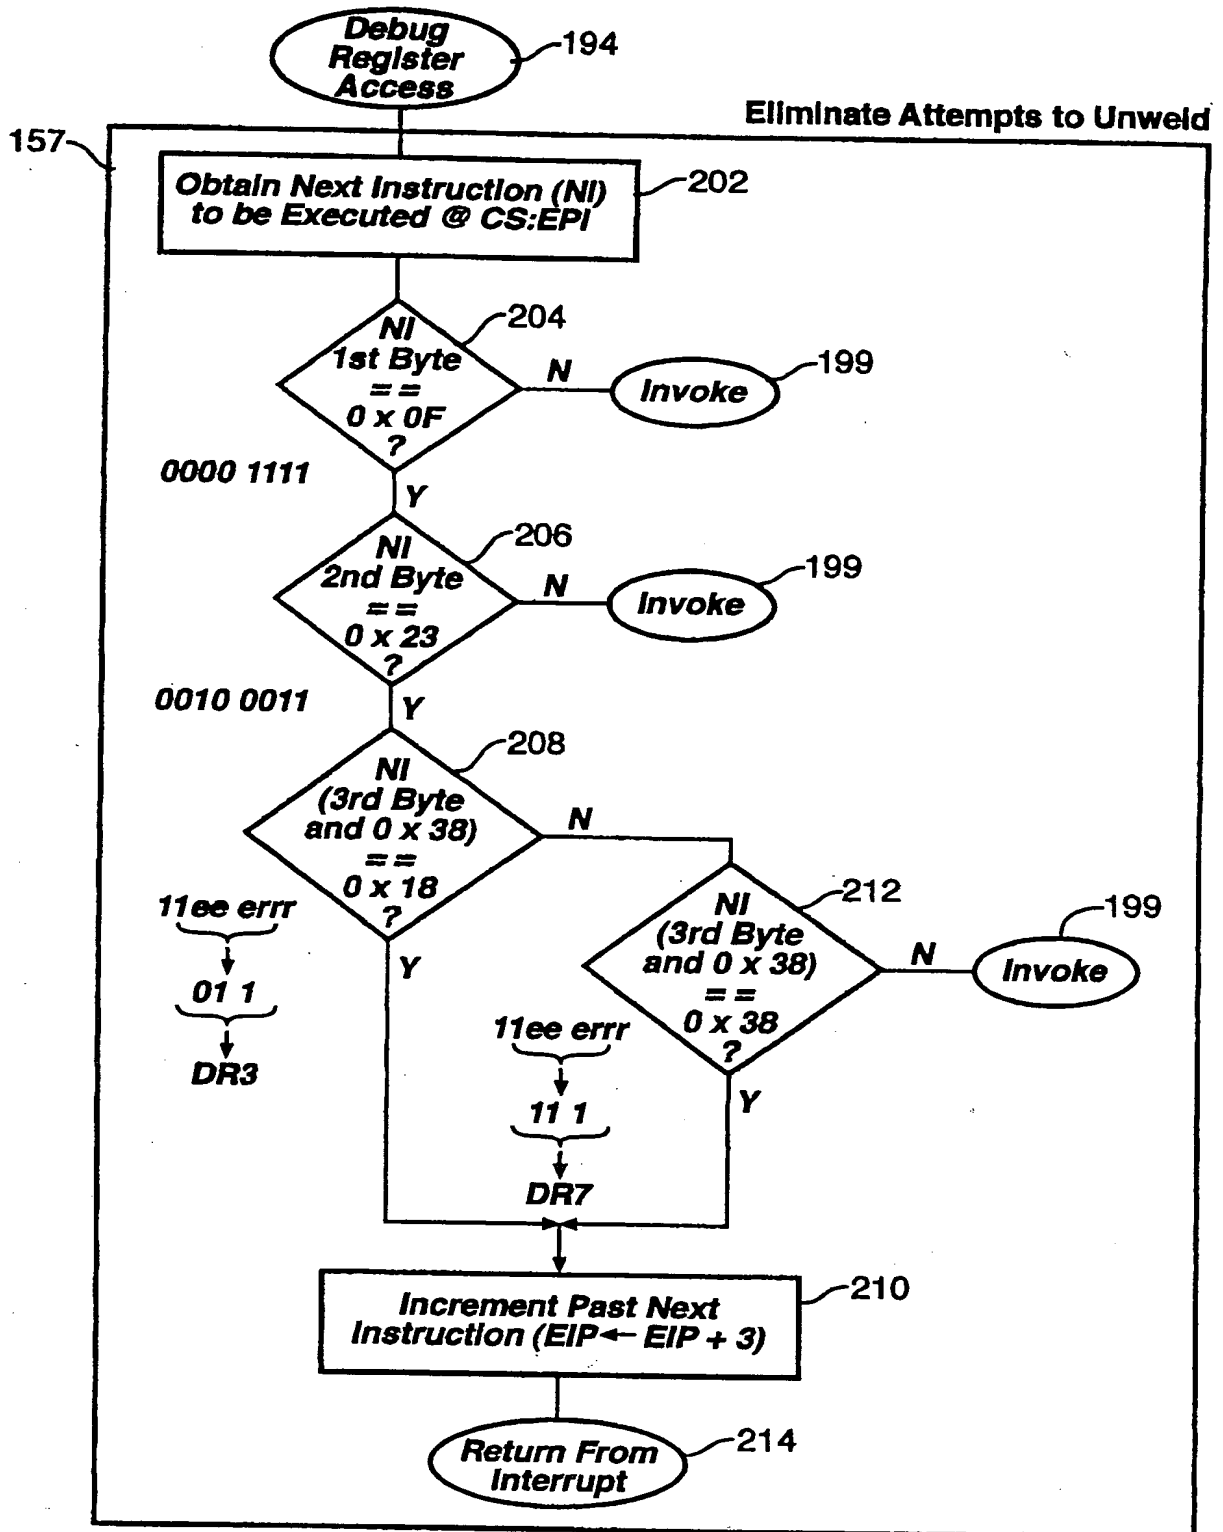 Debug
Register
Access
194
Eliminate Attempts to Unweld
157
Obtain Next Instruction (NI)
to be Executed @ CS:EPI
202
NI
1st Byte
==
0 x 0F
?
204
N
Invoke
199
0000 1111
Y
NI
2nd Byte
==
0 x 23
?
206
N
Invoke
199
0010 0011
Y
NI
(3rd Byte
and 0 x 38)
==
0 x 18
?
208
N
11ee errr
01 1
DR3
Y
NI
(3rd Byte
and 0 x 38)
==
0 x 38
?
212
N
Invoke
199
11ee errr
11 1
DR7
Y
Increment Past Next
Instruction (EIP ← EIP + 3)
210
Return From
Interrupt
214